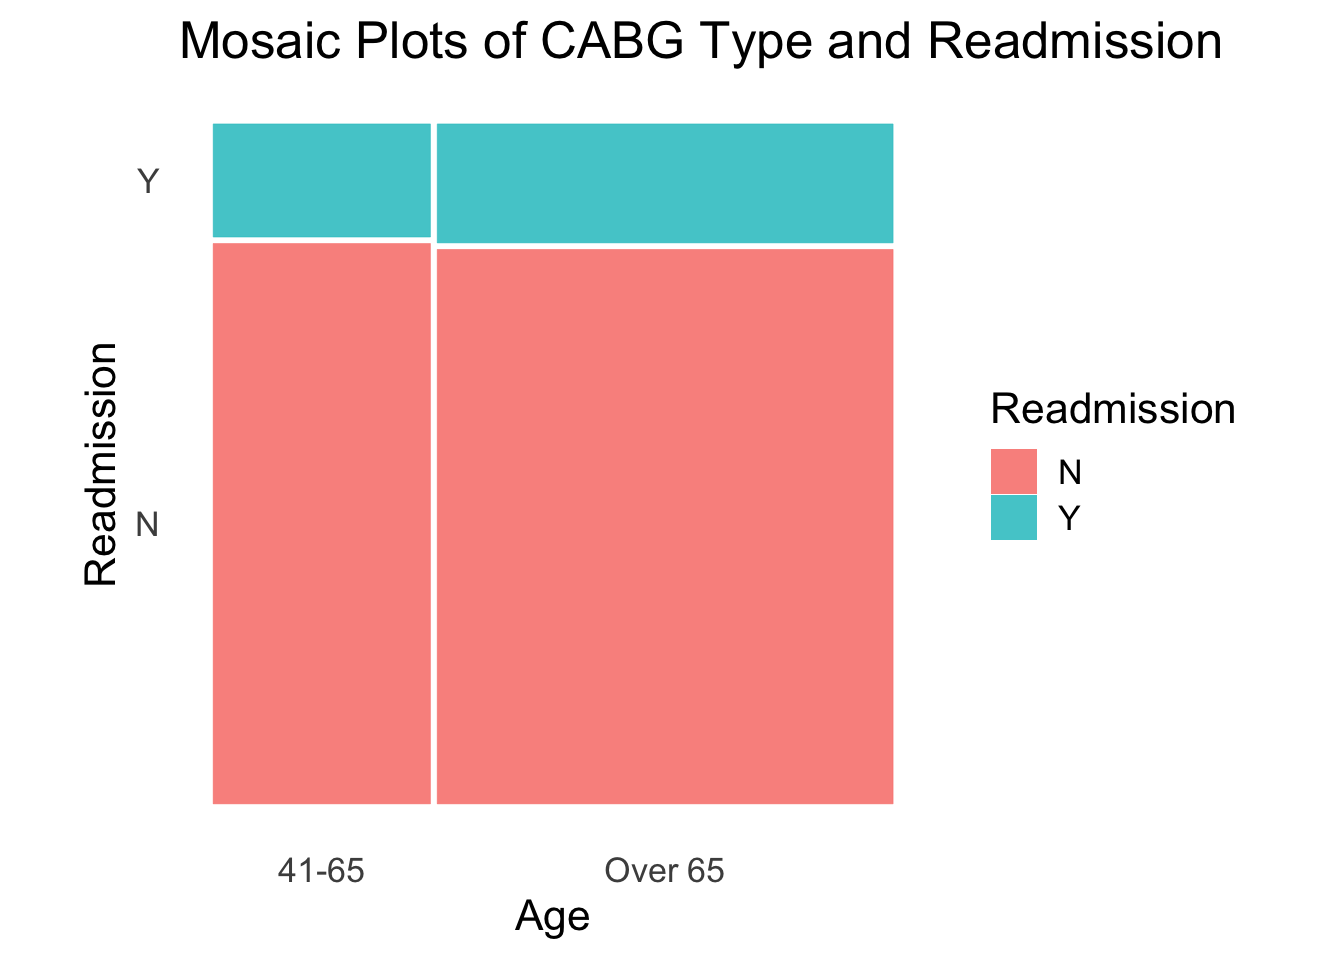 Mosaic Plots of CABG Type and Readmission
Y
N
Readmission
41-65
Over 65
Age
Readmission
N
Y